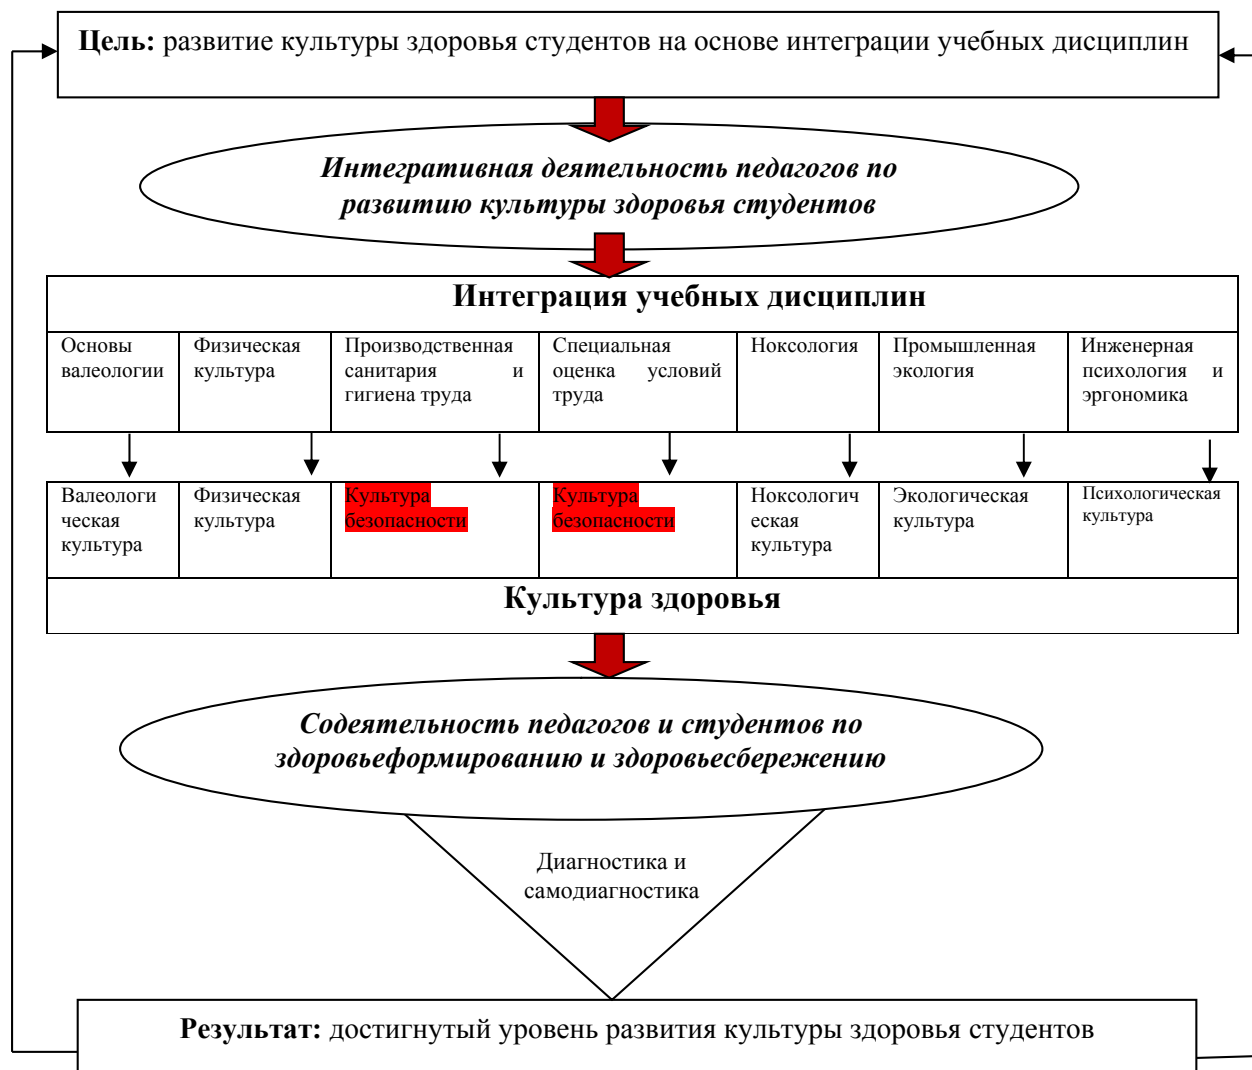 Цель: развитие культуры здоровья студентов на основе интеграции учебных дисциплин
Интегративная деятельность педагогов по
развитию культуры здоровья студентов
Интеграция учебных дисциплин
Основы
валеологии
Физическая
культура
Производственная
санитария и
гигиена труда
Специальная
оценка условий
труда
Ноксология
Промышленная
экология
Инженерная
психология и
эргономика
Валеологи
ческая
культура
Физическая
культура
Культура
безопасности
Культура
безопасности
Ноксологич
еская
культура
Экологическая
культура
Психологическая
культура
Культура здоровья
Содеятельность педагогов и студентов по
здоровьеформированию и здоровьесбережению
Диагностика и
самодиагностика
Результат: достигнутый уровень развития культуры здоровья студентов